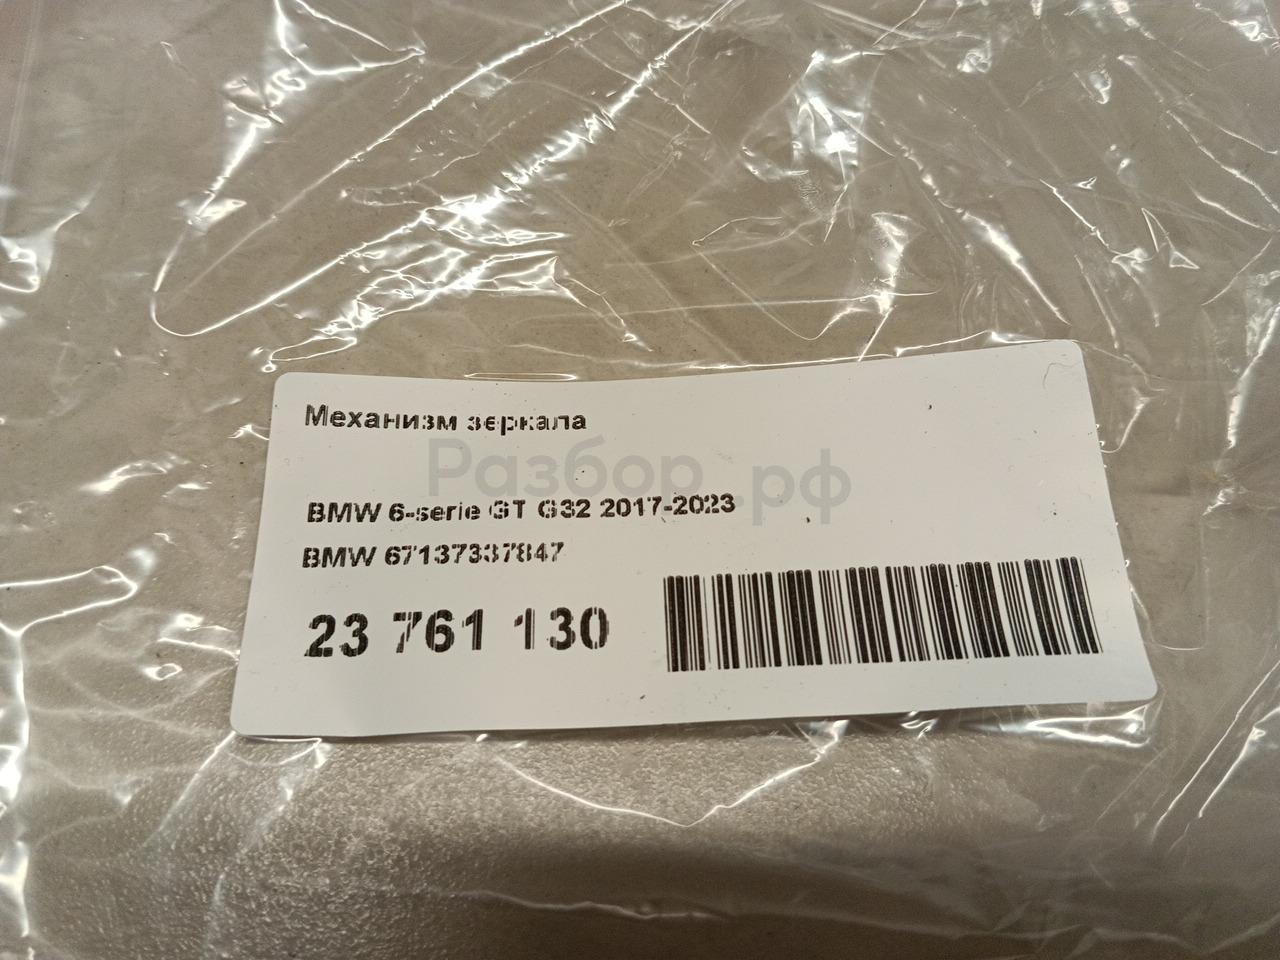 Механизм зеркала
Разбор.рф
BMW 6-serie GT G32 2017-2023
BMW 67137337847
23 761 130